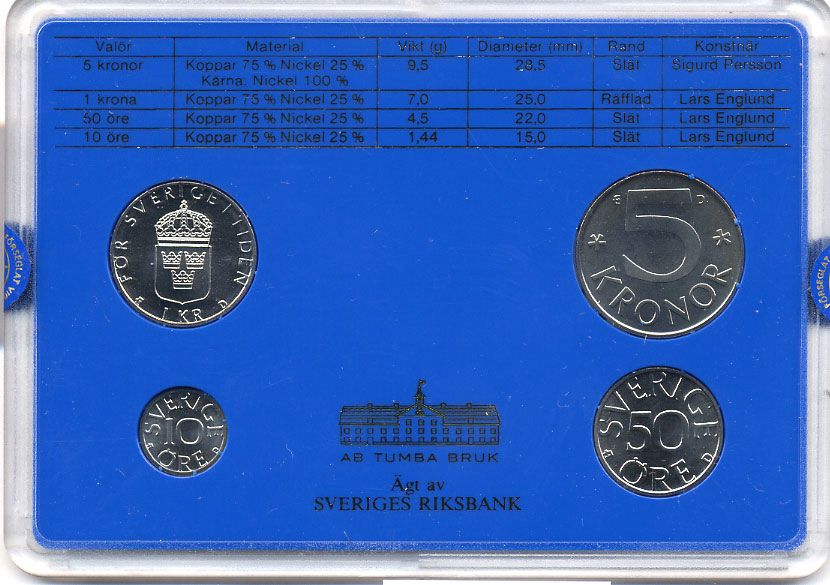 Valör Material Vikt (g) Diameter (mm) Rand Konstnär
5 kronor Koppar 75 % Nickel 25 % 9,5 28,5 Slät Sigurd Persson
Kärna: Nickel 100 %
1 krona Koppar 75 % Nickel 25 % 7,0 25,0 Räfflad Lars Englund
50 öre Koppar 75 % Nickel 25 % 4,5 22,0 Slät Lars Englund
10 öre Koppar 75 % Nickel 25 % 1,44 15,0 Slät Lars Englund
FÖR SVERIGE I TIDEN
1 KR
D
D
5
KRONOR
FÖRSEGLAT
FÖRSEGLAT
SVERIGE
10
ÖRE
D
SVERIGE
50
ÖRE
D
AB TUMBA BRUK
Ägt av
SVERIGES RIKSBANK